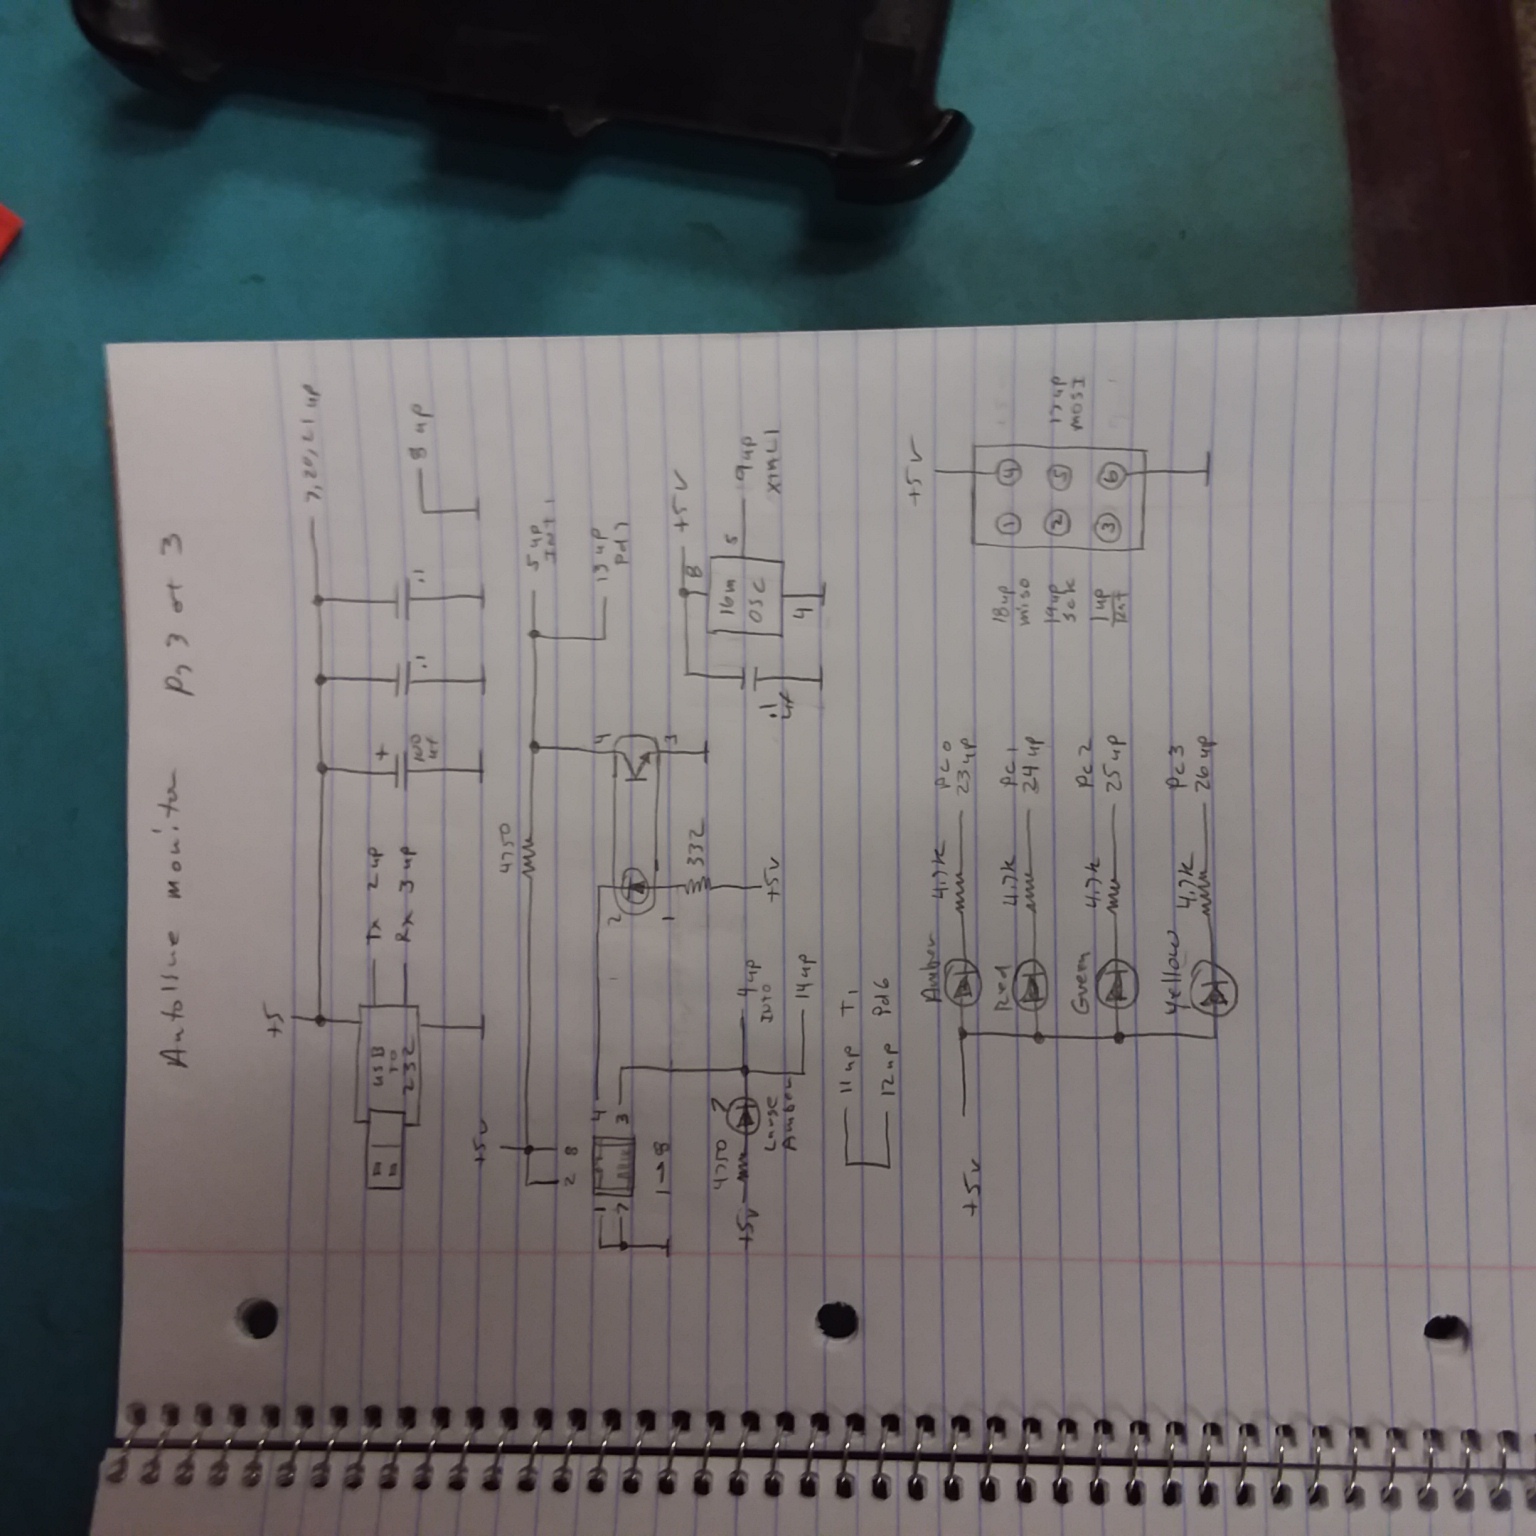 Autoline monitor pg 3 of 3
+5
7, 20, 21 up
USB
TO
232
Tx 2 up
Rx 3 up
+
100
uf
.1
.1
8 up
+5v
4750
5 up
INT 1
2 8
1 4
7 3
1→8
13 up
Pd7
2
4
1
3
332
+5v
4750
+5v
Large
Amber
4 up
INT0
14 up
+5v
8
16m
OSC
5
9 up
XTAL1
.1
uf
4
11 up T1
12 up Pd6
+5v
Amber
4.7k
PC0
23 up
Red
4.7k
PC1
24 up
Green
4.7k
PC2
25 up
Yellow
4.7k
PC3
26 up
+5v
18 up
miso
1 4
19 up
sck
2 5
17 up
MOSI
1 up
Rst
3 6